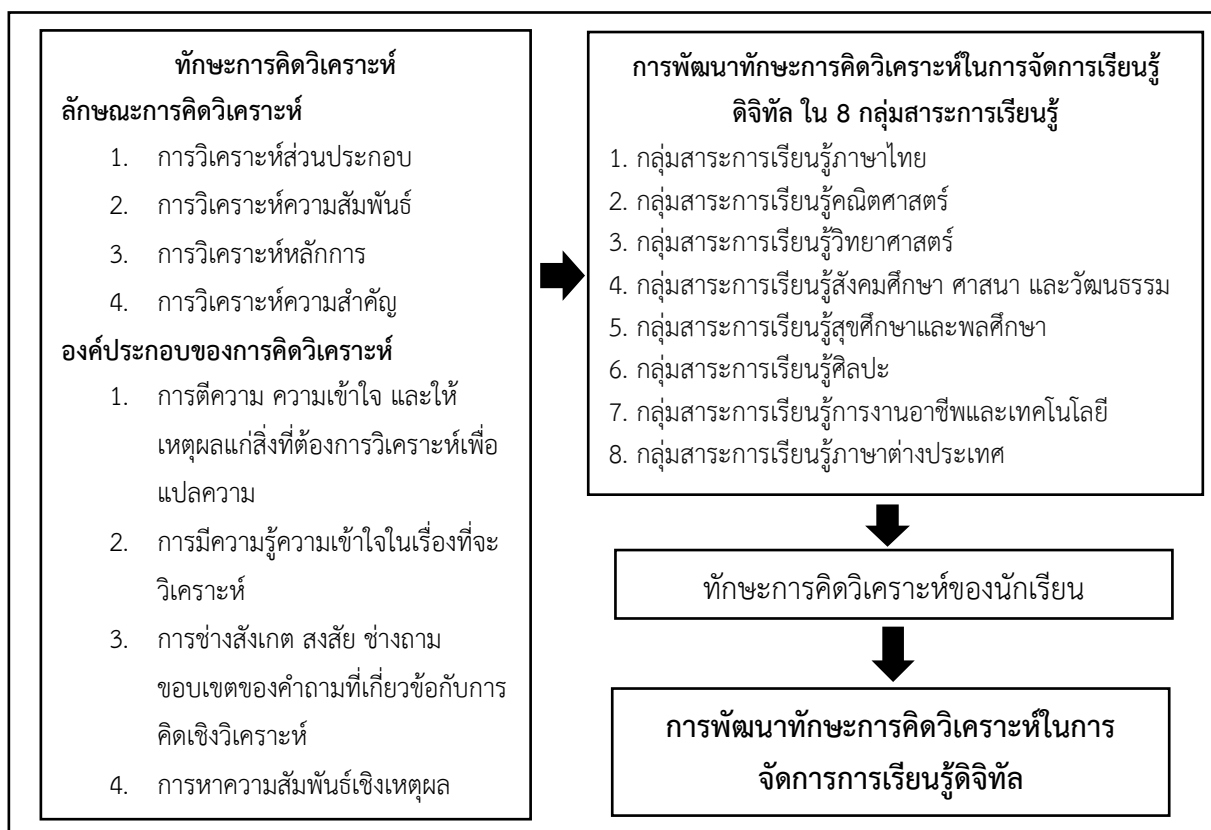 ทักษะการคิดวิเคราะห์
ลักษณะการคิดวิเคราะห์
1. การวิเคราะห์ส่วนประกอบ
2. การวิเคราะห์ความสัมพันธ์
3. การวิเคราะห์หลักการ
4. การวิเคราะห์ความสำคัญ
องค์ประกอบของการคิดวิเคราะห์
1. การตีความ ความเข้าใจ และให้
เหตุผลแก่สิ่งที่ต้องการวิเคราะห์เพื่อ
แปลความ
2. การมีความรู้ความเข้าใจในเรื่องที่จะ
วิเคราะห์
3. การช่างสังเกต สงสัย ช่างถาม
ขอบเขตของคำถามที่เกี่ยวข้อกับการ
คิดเชิงวิเคราะห์
4. การหาความสัมพันธ์เชิงเหตุผล
การพัฒนาทักษะการคิดวิเคราะห์ในการจัดการเรียนรู้
ดิจิทัล ใน 8 กลุ่มสาระการเรียนรู้
1. กลุ่มสาระการเรียนรู้ภาษาไทย
2. กลุ่มสาระการเรียนรู้คณิตศาสตร์
3. กลุ่มสาระการเรียนรู้วิทยาศาสตร์
4. กลุ่มสาระการเรียนรู้สังคมศึกษา ศาสนา และวัฒนธรรม
5. กลุ่มสาระการเรียนรู้สุขศึกษาและพลศึกษา
6. กลุ่มสาระการเรียนรู้ศิลปะ
7. กลุ่มสาระการเรียนรู้การงานอาชีพและเทคโนโลยี
8. กลุ่มสาระการเรียนรู้ภาษาต่างประเทศ
ทักษะการคิดวิเคราะห์ของนักเรียน
การพัฒนาทักษะการคิดวิเคราะห์ในการ
จัดการการเรียนรู้ดิจิทัล